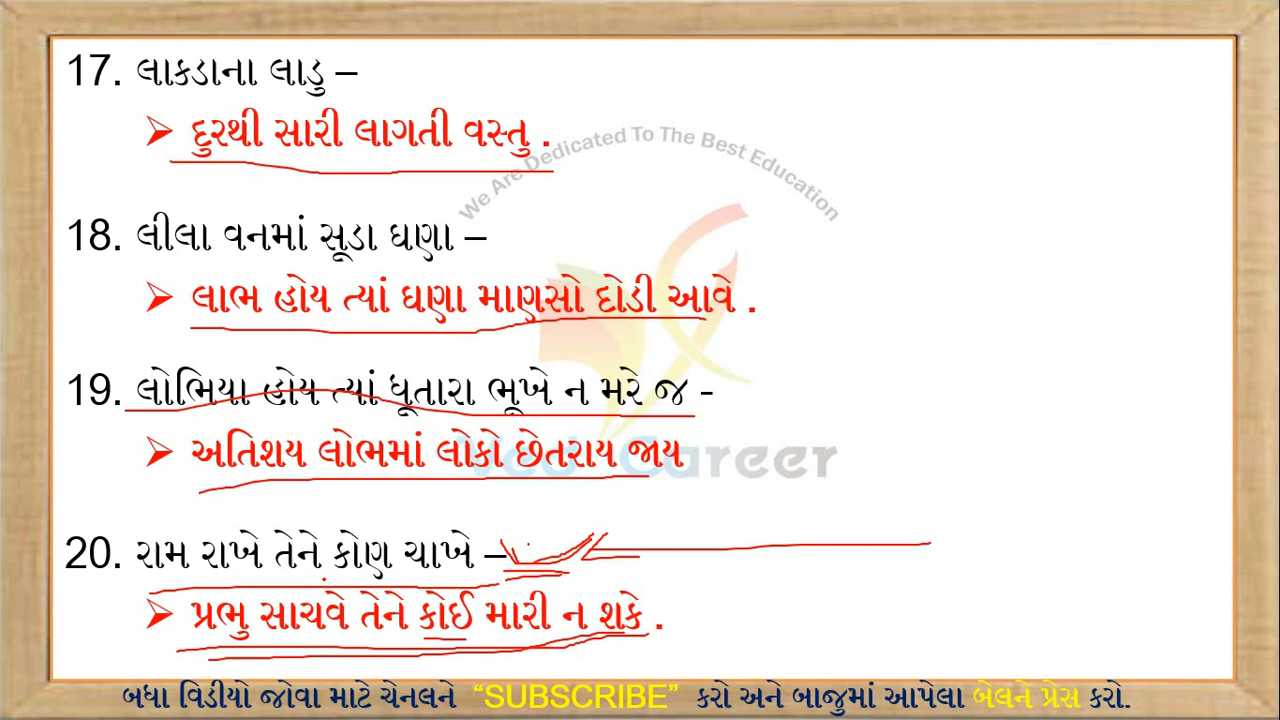 17. લાકડાના લાડુ –
➢ દુરથી સારી લાગતી વસ્તુ .
We Are Dedicated To The Best Education
18. લીલા વનમાં સૂડા ઘણા –
➢ લાભ હોય ત્યાં ઘણા માણસો દોડી આવે .
19. લોભિયા હોય ત્યાં ધૂતારા ભૂખે ન મરે જ -
➢ અતિશય લોભમાં લોકો છેતરાય જાય
Career
20. રામ રાખે તેને કોણ ચાખે –
➢ પ્રભુ સાચવે તેને કોઈ મારી ન શકે .
બધા વિડીયો જોવા માટે ચેનલને “SUBSCRIBE” કરો અને બાજુમાં આપેલા બેલને પ્રેસ કરો.